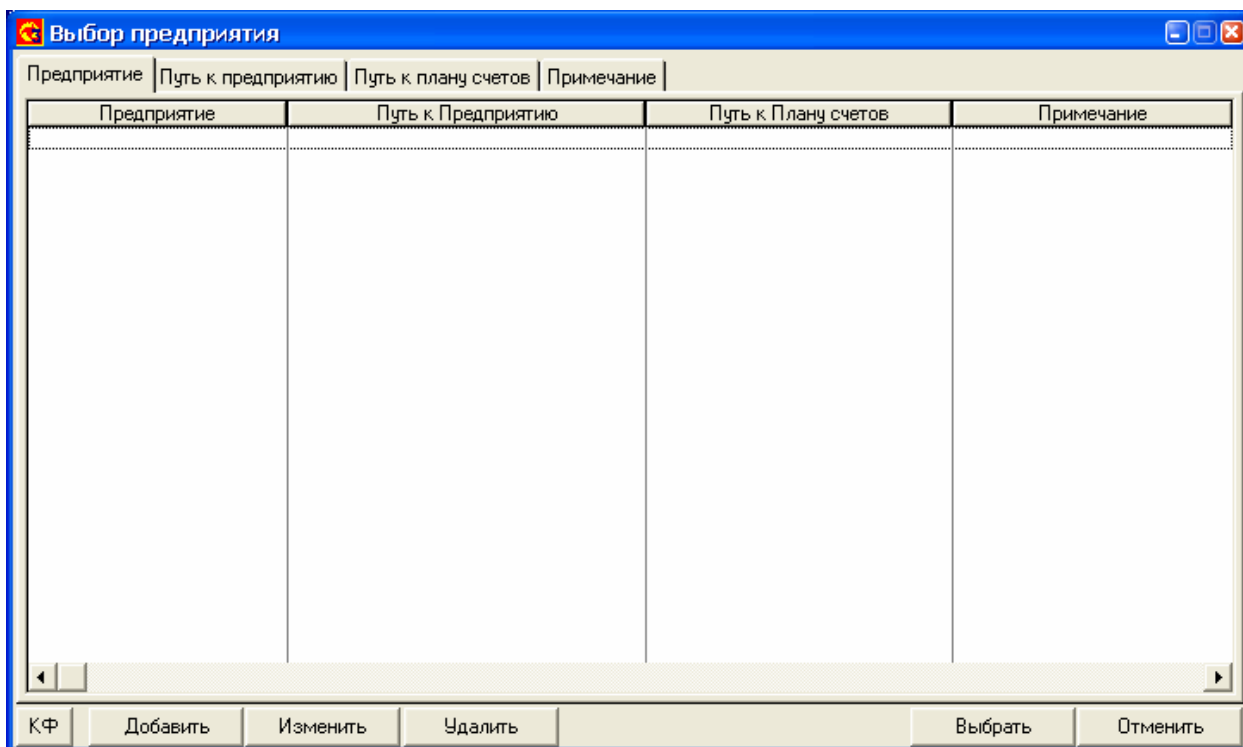 Выбор предприятия
Предприятие Путь к предприятию Путь к плану счетов Примечание
Предприятие Путь к Предприятию Путь к Плану счетов Примечание
КФ Добавить Изменить Удалить Выбрать Отменить